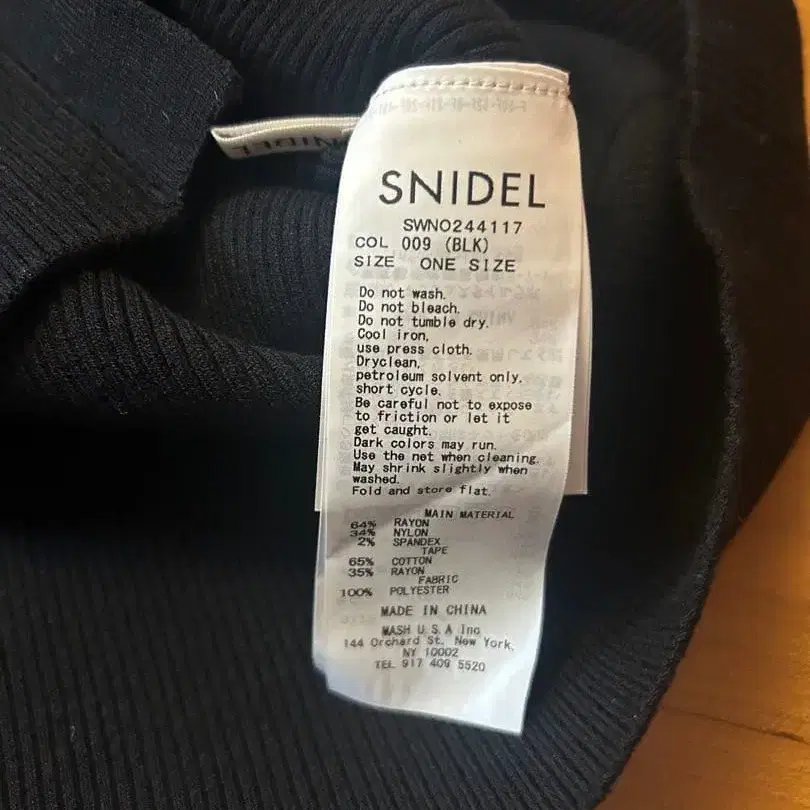 SNIDEL
SWNO244117
COL 009 (BLK)
SIZE ONE SIZE
Do not wash.
Do not bleach.
Do not tumble dry.
Cool iron,
use press cloth.
Dryclean,
petroleum solvent only.
short cycle.
Be careful not to expose
to friction or let it
get caught.
Dark colors may run.
Use the net when cleaning.
May shrink slightly when
washed.
Fold and store flat.
MAIN MATERIAL
64% RAYON
34% NYLON
2% SPANDEX
TAPE
65% COTTON
35% RAYON
FABRIC
100% POLYESTER
MADE IN CHINA
MASH U.S.A Inc
144 Orchard St. New York,
NY 10002
TEL 917 409 5520